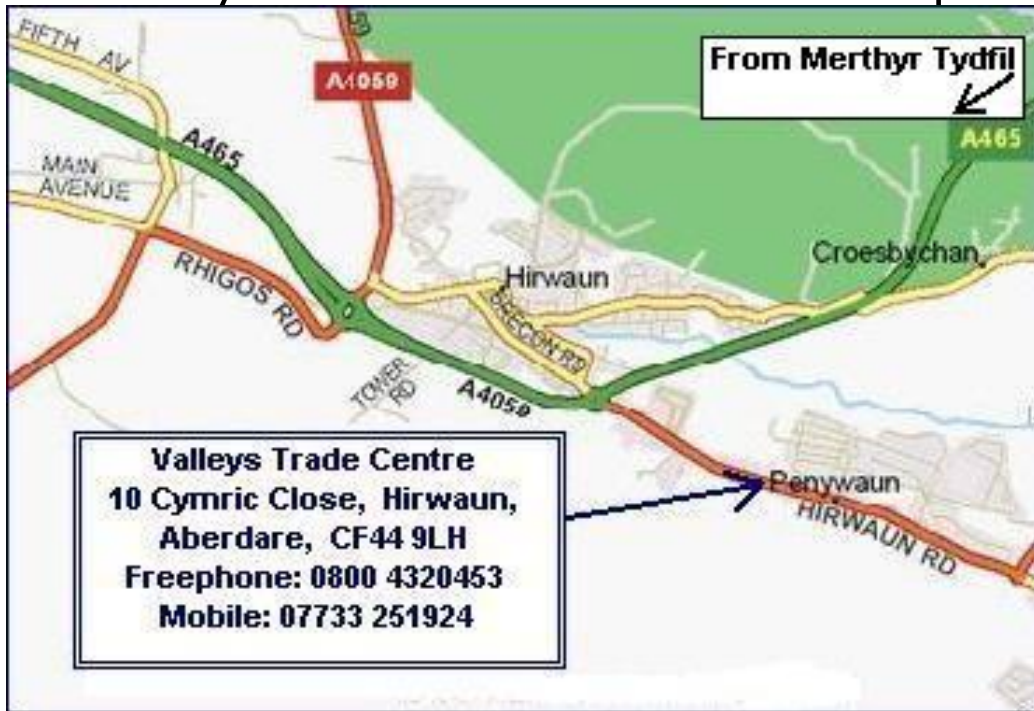 FIFTH AV
A4059
From Merthyr Tydfil
A465
A465
MAIN
AVENUE
RHIGOS RD
Hirwaun
Croesbychan
BRECON RD
TOWER
RD
A4059
Valleys Trade Centre
10 Cymric Close, Hirwaun,
Aberdare, CF44 9LH
Freephone: 0800 4320453
Mobile: 07733 251924
Penywaun
HIRWAUN RD